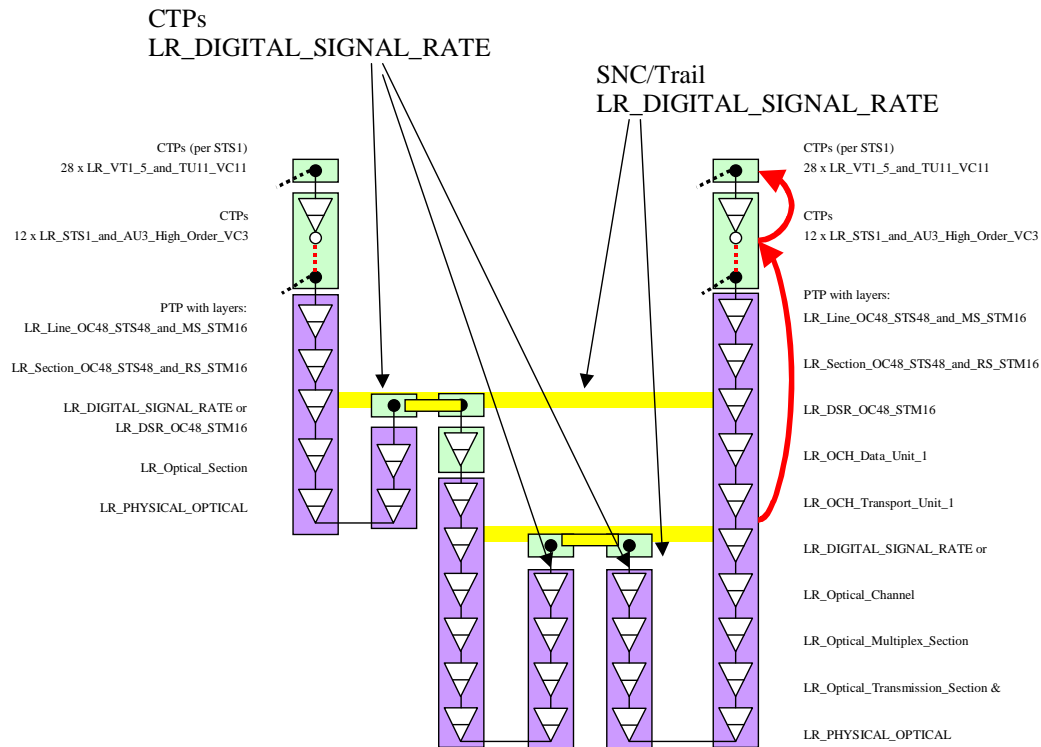 CTPs
LR_DIGITAL_SIGNAL_RATE
SNC/Trail
LR_DIGITAL_SIGNAL_RATE
CTPs (per STS1)
28 x LR_VT1_5_and_TU11_VC11
CTPs
12 x LR_STS1_and_AU3_High_Order_VC3
PTP with layers:
LR_Line_OC48_STS48_and_MS_STM16
LR_Section_OC48_STS48_and_RS_STM16
LR_DIGITAL_SIGNAL_RATE or
LR_DSR_OC48_STM16
LR_Optical_Section
LR_PHYSICAL_OPTICAL
CTPs (per STS1)
28 x LR_VT1_5_and_TU11_VC11
CTPs
12 x LR_STS1_and_AU3_High_Order_VC3
PTP with layers:
LR_Line_OC48_STS48_and_MS_STM16
LR_Section_OC48_STS48_and_RS_STM16
LR_DSR_OC48_STM16
LR_OCH_Data_Unit_1
LR_OCH_Transport_Unit_1
LR_DIGITAL_SIGNAL_RATE or
LR_Optical_Channel
LR_Optical_Multiplex_Section
LR_Optical_Transmission_Section &
LR_PHYSICAL_OPTICAL